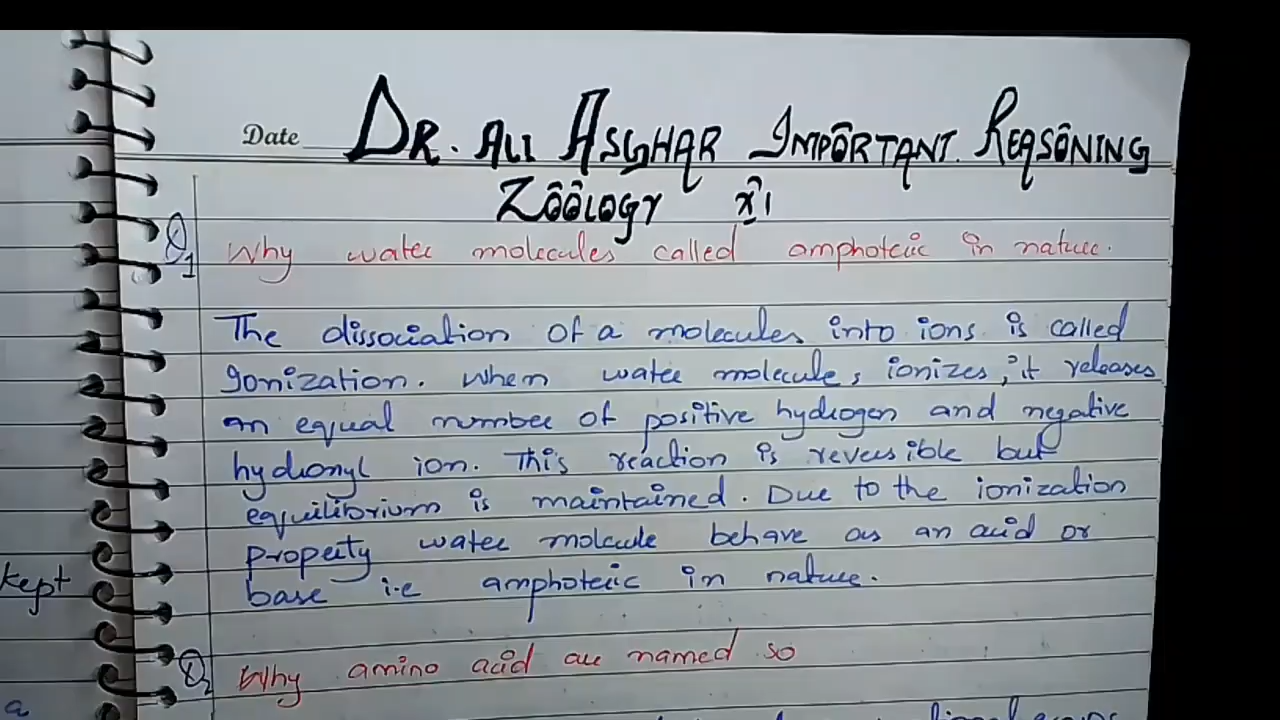 Date DR. ALI ASGHAR IMPORTANT. REASONING
ZOOLOGY XI
Q1 Why water molecules called amphoteric in nature.
The dissociation of a molecules into ions is called
Ionization. When water molecules ionizes, it releases
an equal number of positive hydrogen and negative
hydronyl ion. This reaction is reversible but
equilibrium is maintained. Due to the ionization
property water molcule behave as an acid or
base i.e amphoteric in nature.
Q2 Why amino acid are named so
kept
a